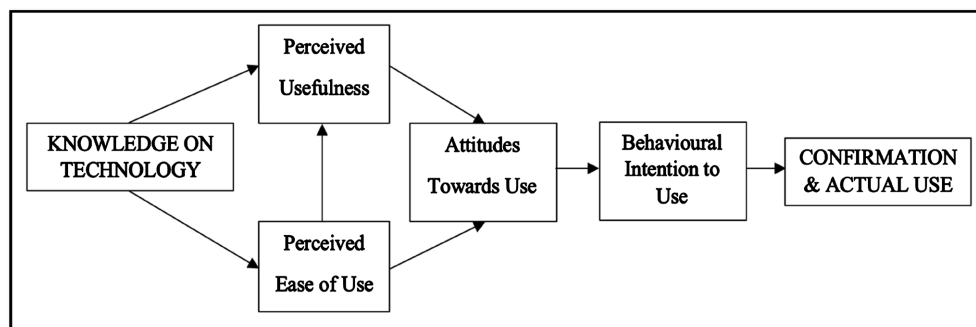 KNOWLEDGE ON
TECHNOLOGY
Perceived
Usefulness
Perceived
Ease of Use
Attitudes
Towards Use
Behavioural
Intention to
Use
CONFIRMATION
& ACTUAL USE